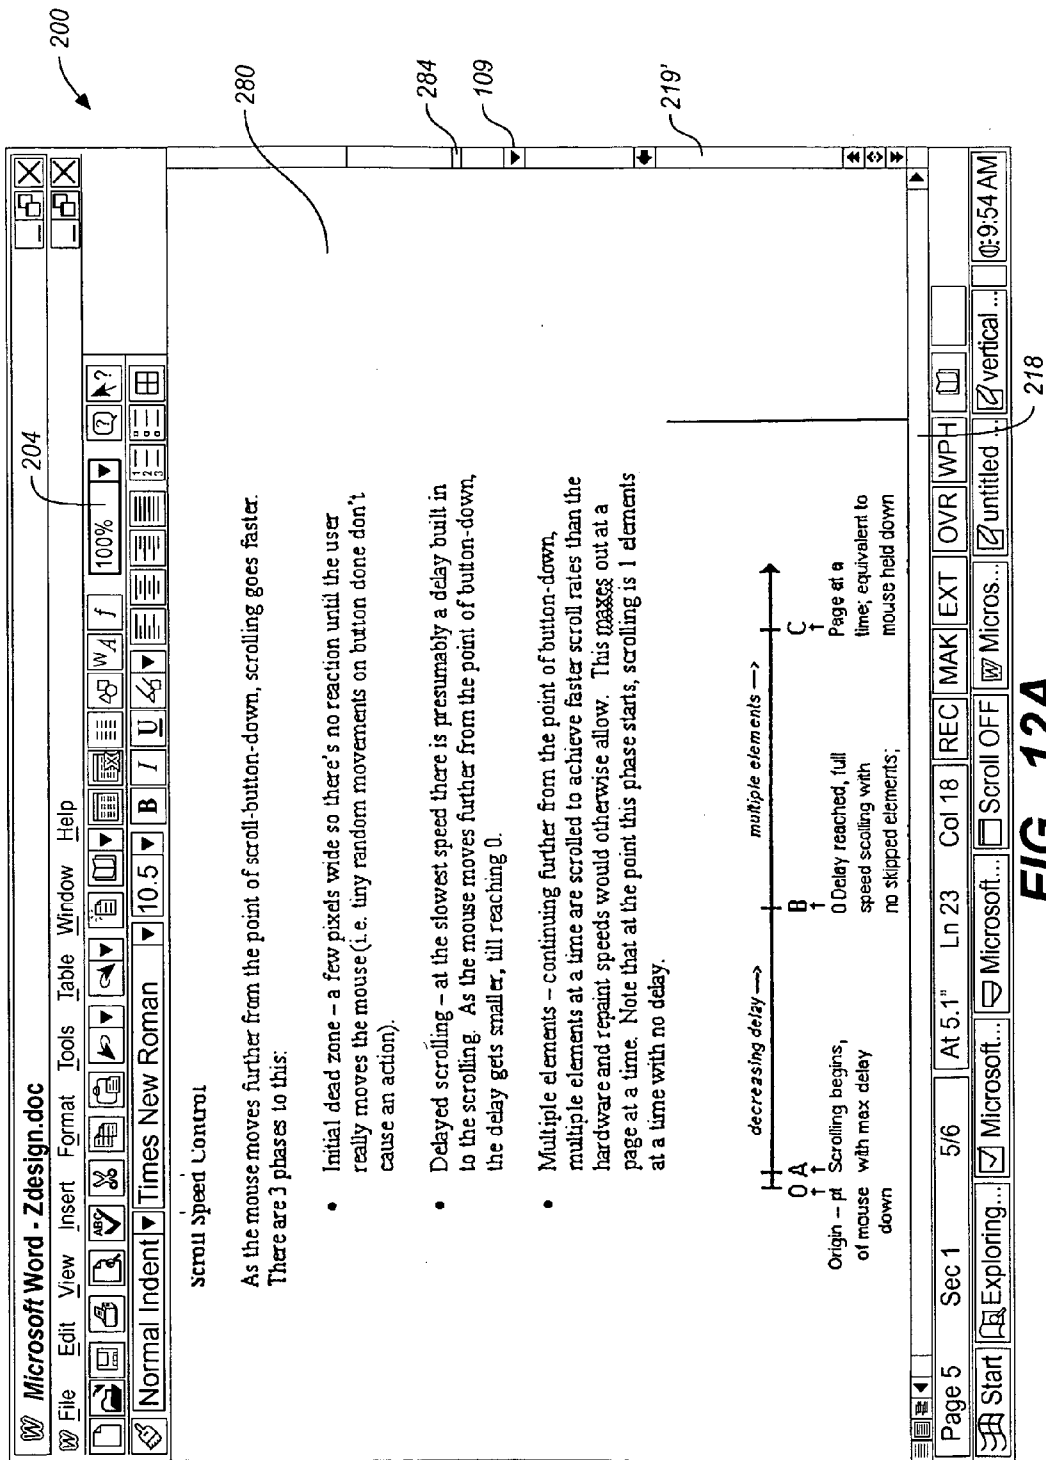 200
Microsoft Word - Zdesign.doc
File Edit View Insert Format Tools Table Window Help
204
ABC
100%
?
Normal Indent Times New Roman 10.5 B I U
Scroll Speed Control
As the mouse moves further from the point of scroll-button-down, scrolling goes faster.
There are 3 phases to this:
• Initial dead zone – a few pixels wide so there's no reaction until the user
really moves the mouse (i.e. tiny random movements on button done don't
cause an action).
• Delayed scrolling – at the slowest speed there is presumably a delay built in
to the scrolling. As the mouse moves further from the point of button-down,
the delay gets smaller, till reaching 0.
• Multiple elements – continuing further from the point of button-down,
multiple elements at a time are scrolled to achieve faster scroll rates than the
hardware and repaint speeds would otherwise allow. This maxes out at a
page at a time. Note that at the point this phase starts, scrolling is 1 elements
at a time with no delay.
280
284
109
219'
decreasing delay —> multiple elements —>
O A B C
Origin – pt
of mouse
down
Scrolling begins,
with max delay
0 Delay reached, full
speed scolling with
no skipped elements;
Page at a
time; equivalent to
mouse held down
Page 5 Sec 1 5/6 At 5.1" Ln 23 Col 18 REC MAK EXT OVR WPH
Start Exploring... Microsoft... Microsoft... Scroll OFF Micros... untitled ... vertical ... 9:54 AM
218
FIG. 12A